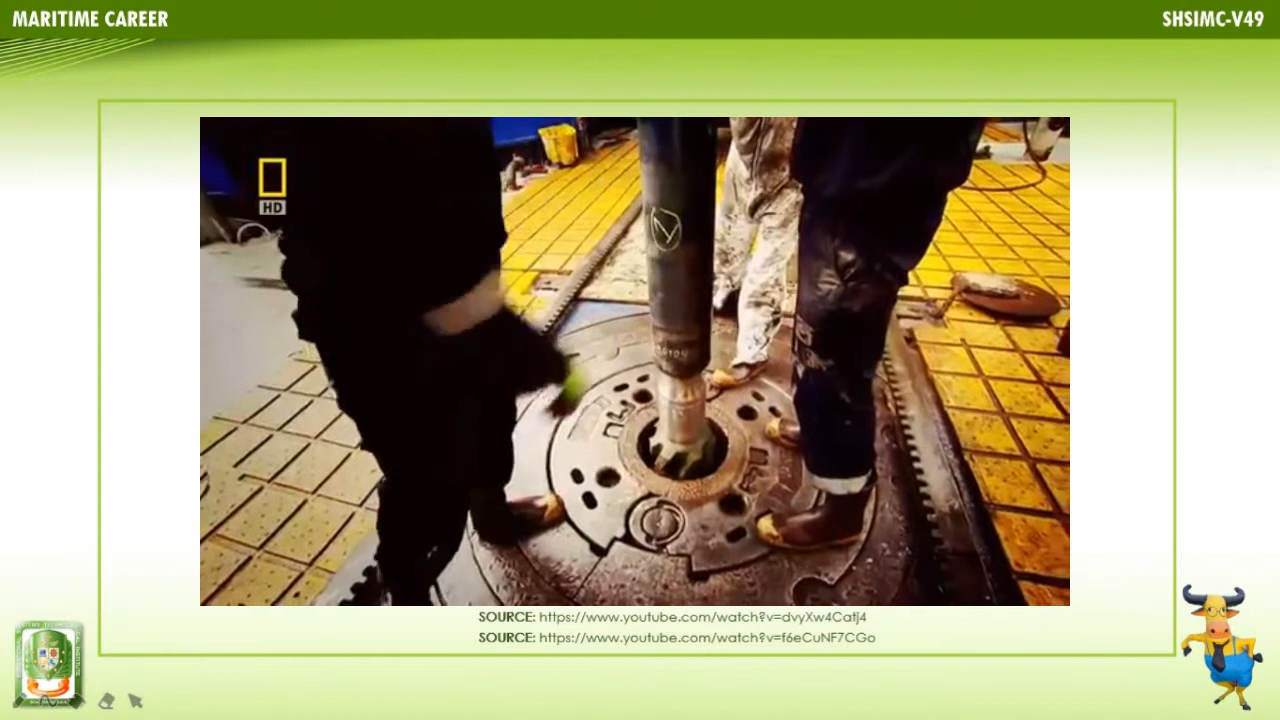 MARITIME CAREER
SHSIMC-V49
HD
SOURCE: https://www.youtube.com/watch?v=dvyXw4Catj4
SOURCE: https://www.youtube.com/watch?v=f6eCuNF7CGo